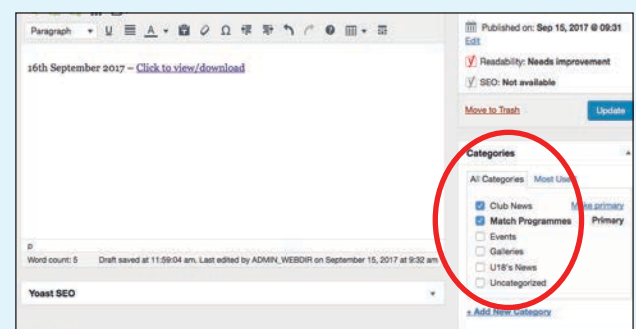 Published on: Sep 15, 2017 @ 09:31
Edit
Paragraph
U
A
Ω
Readability: Needs improvement
16th September 2017 – Click to view/download
SEO: Not available
Move to Trash
Update
Categories
All Categories
Most Used
Club News
Make primary
Match Programmes
Primary
Events
Galleries
U18's News
Uncategorized
+ Add New Category
p
Word count: 5
Draft saved at 11:59:04 am. Last edited by ADMIN_WEBDIR on September 15, 2017 at 9:32 am
Yoast SEO